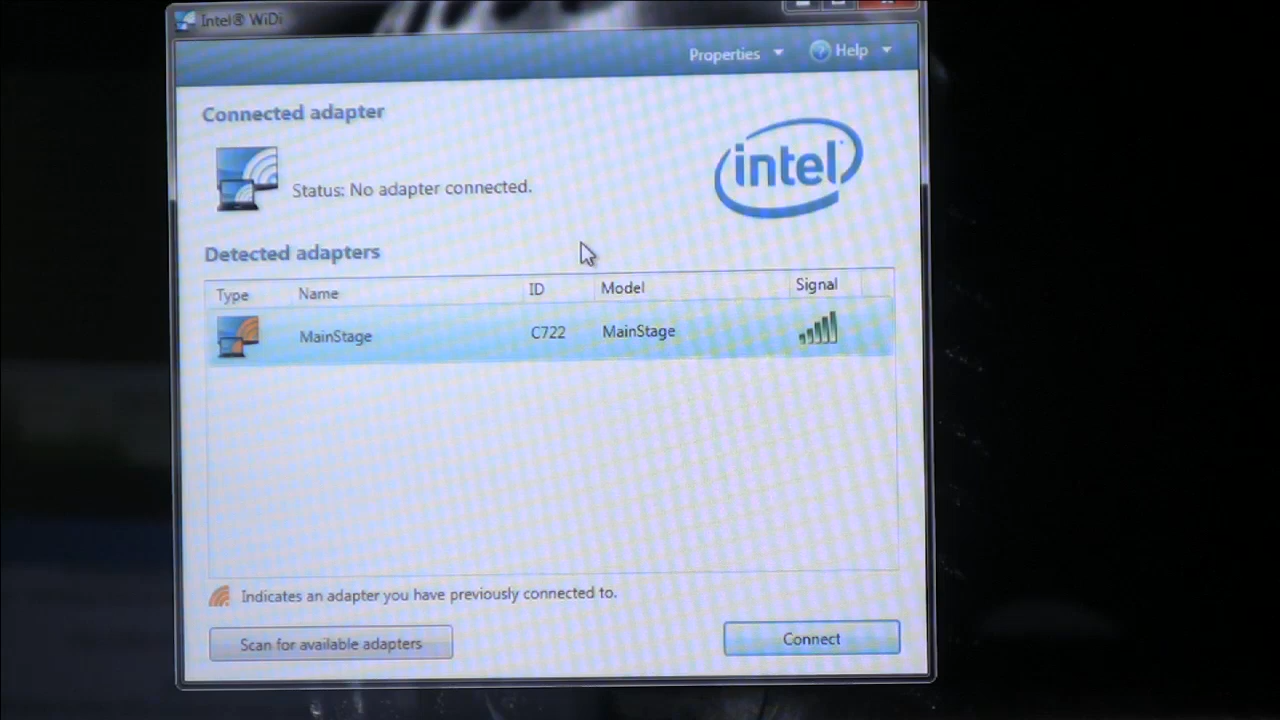 Intel® WiDi
Properties Help
Connected adapter
intel
Status: No adapter connected.
Detected adapters
Type Name ID Model Signal
MainStage C722 MainStage
Indicates an adapter you have previously connected to.
Scan for available adapters Connect